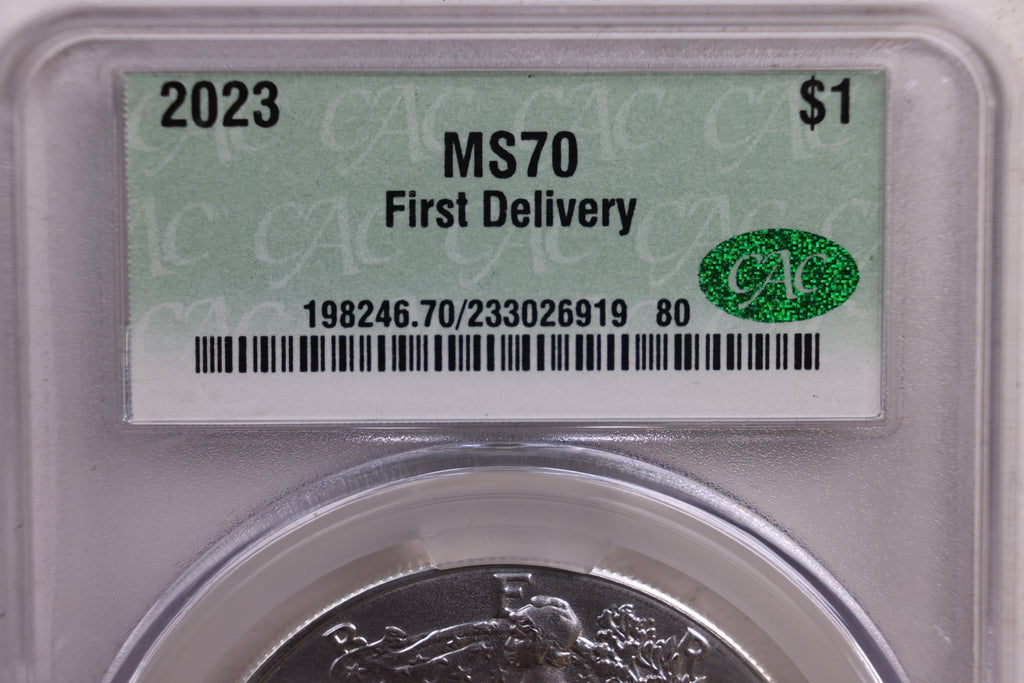 2023 $1
MS70
First Delivery
CAC
198246.70/233026919 80
R E P